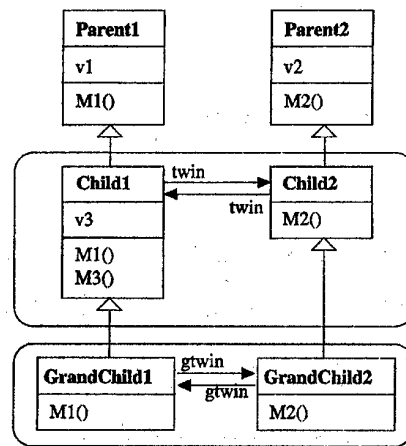 Parent1
v1
M1()
Parent2
v2
M2()
Child1
v3
M1()
M3()
twin
twin
Child2
M2()
GrandChild1
M1()
gtwin
gtwin
GrandChild2
M2()